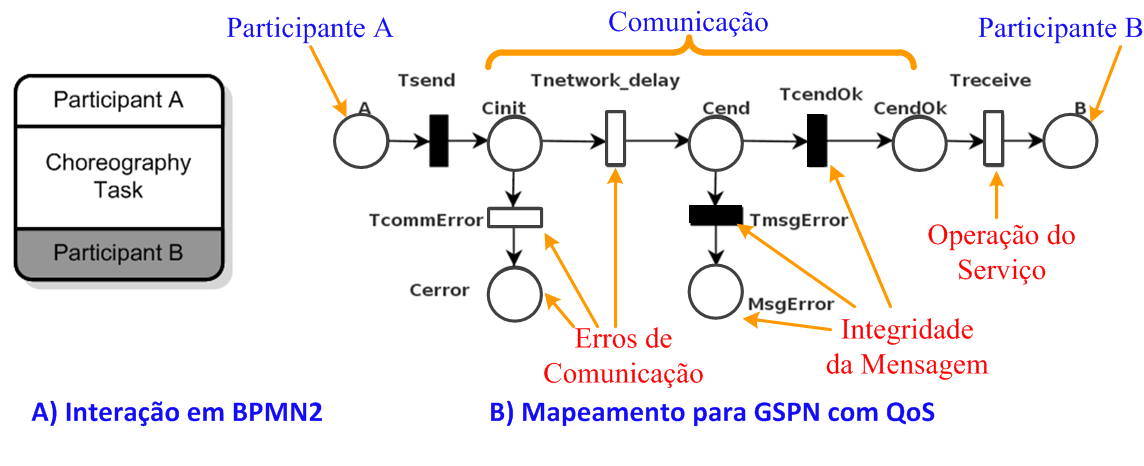 Participante A
Comunicação
Participante B
Participant A
Choreography
Task
Participant B
A
Tsend
Cinit
Tnetwork_delay
Cend
TcendOk
CendOk
Treceive
B
TcommError
Cerror
TmsgError
MsgError
Operação do
Serviço
Erros de
Comunicação
Integridade
da Mensagem
A) Interação em BPMN2
B) Mapeamento para GSPN com QoS